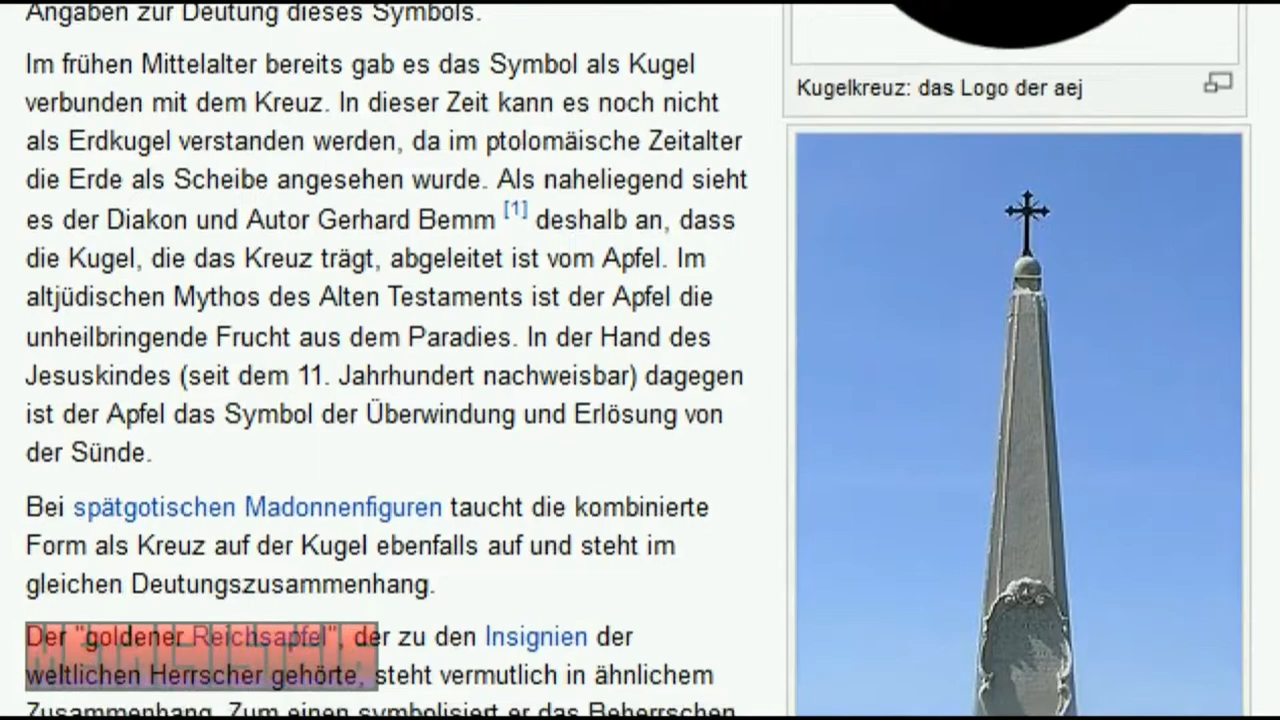 Angaben zur Deutung dieses Symbols.
Im frühen Mittelalter bereits gab es das Symbol als Kugel
verbunden mit dem Kreuz. In dieser Zeit kann es noch nicht
als Erdkugel verstanden werden, da im ptolomäische Zeitalter
die Erde als Scheibe angesehen wurde. Als naheliegend sieht
es der Diakon und Autor Gerhard Bemm [1] deshalb an, dass
die Kugel, die das Kreuz trägt, abgeleitet ist vom Apfel. Im
altjüdischen Mythos des Alten Testaments ist der Apfel die
unheilbringende Frucht aus dem Paradies. In der Hand des
Jesuskindes (seit dem 11. Jahrhundert nachweisbar) dagegen
ist der Apfel das Symbol der Überwindung und Erlösung von
der Sünde.
Bei spätgotischen Madonnenfiguren taucht die kombinierte
Form als Kreuz auf der Kugel ebenfalls auf und steht im
gleichen Deutungszusammenhang.
Der "goldener Reichsapfel", der zu den Insignien der
weltlichen Herrscher gehörte, steht vermutlich in ähnlichem
Zusammenhang. Zum einen symbolisiert er das Beherrschen
Kugelkreuz: das Logo der aej